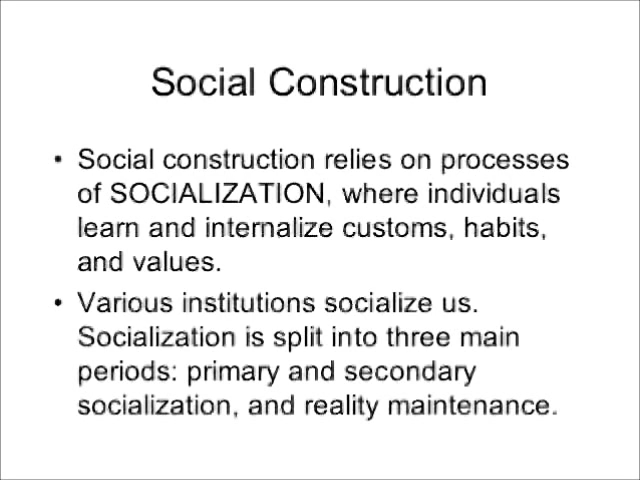 Social Construction
• Social construction relies on processes
of SOCIALIZATION, where individuals
learn and internalize customs, habits,
and values.
• Various institutions socialize us.
Socialization is split into three main
periods: primary and secondary
socialization, and reality maintenance.